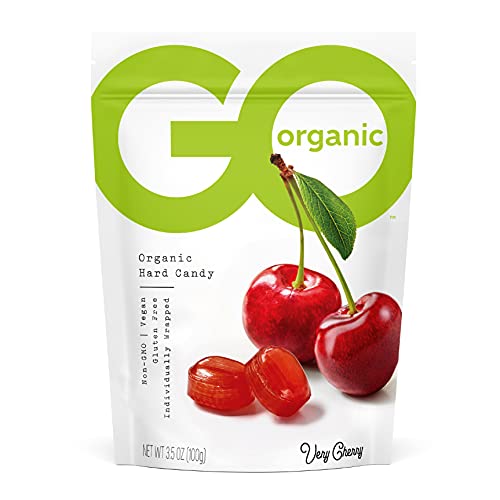 GO
organic
™
Organic
Hard Candy
Non-GMO | Vegan
Gluten Free
Individually Wrapped
NET WT 3.5 OZ (100g)
Very Cherry